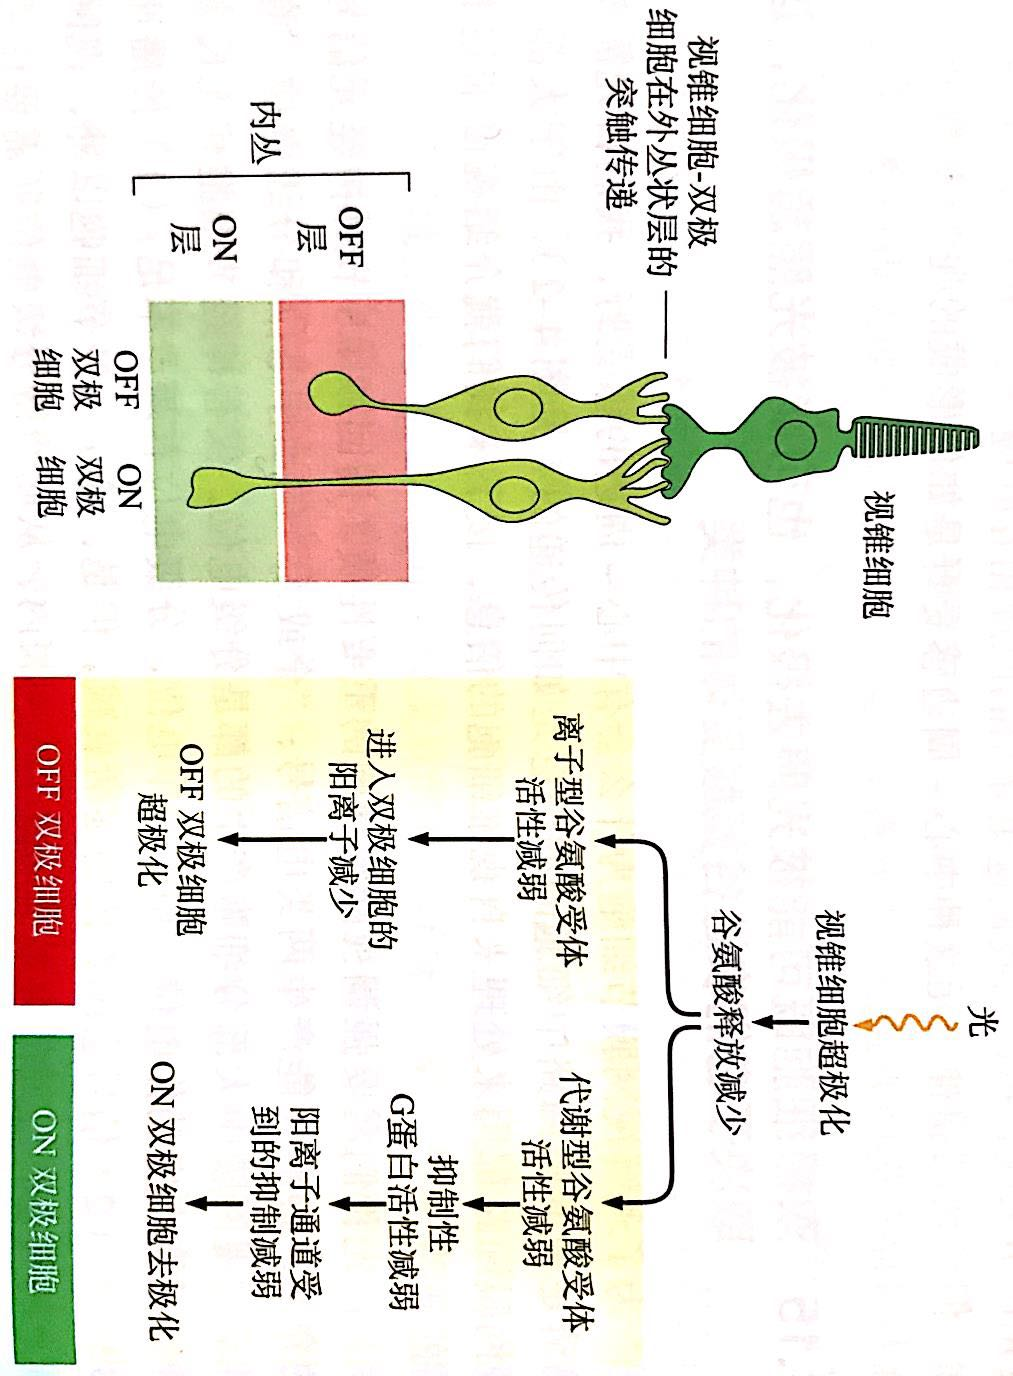 视锥细胞
视锥细胞-双极
细胞在外丛状层的
突触传递
内丛
OFF
层
ON
层
OFF
双极
细胞
ON
双极
细胞
光
视锥细胞超极化
谷氨酸释放减少
离子型谷氨酸受体
活性减弱
进入双极细胞的
阳离子减少
OFF 双极细胞
超极化
OFF 双极细胞
代谢型谷氨酸受体
活性减弱
抑制性
G蛋白活性减弱
阳离子通道受
到的抑制减弱
ON 双极细胞去极化
ON 双极细胞